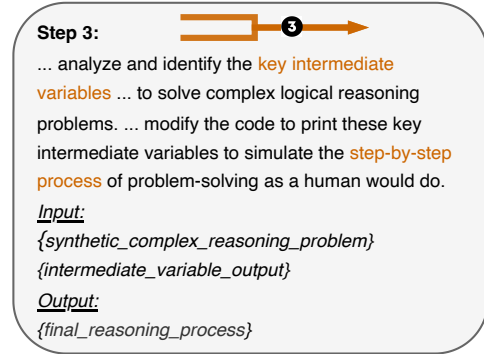 Step 3:
3
... analyze and identify the key intermediate
variables ... to solve complex logical reasoning
problems. ... modify the code to print these key
intermediate variables to simulate the step-by-step
process of problem-solving as a human would do.
Input:
{synthetic_complex_reasoning_problem}
{intermediate_variable_output}
Output:
{final_reasoning_process}